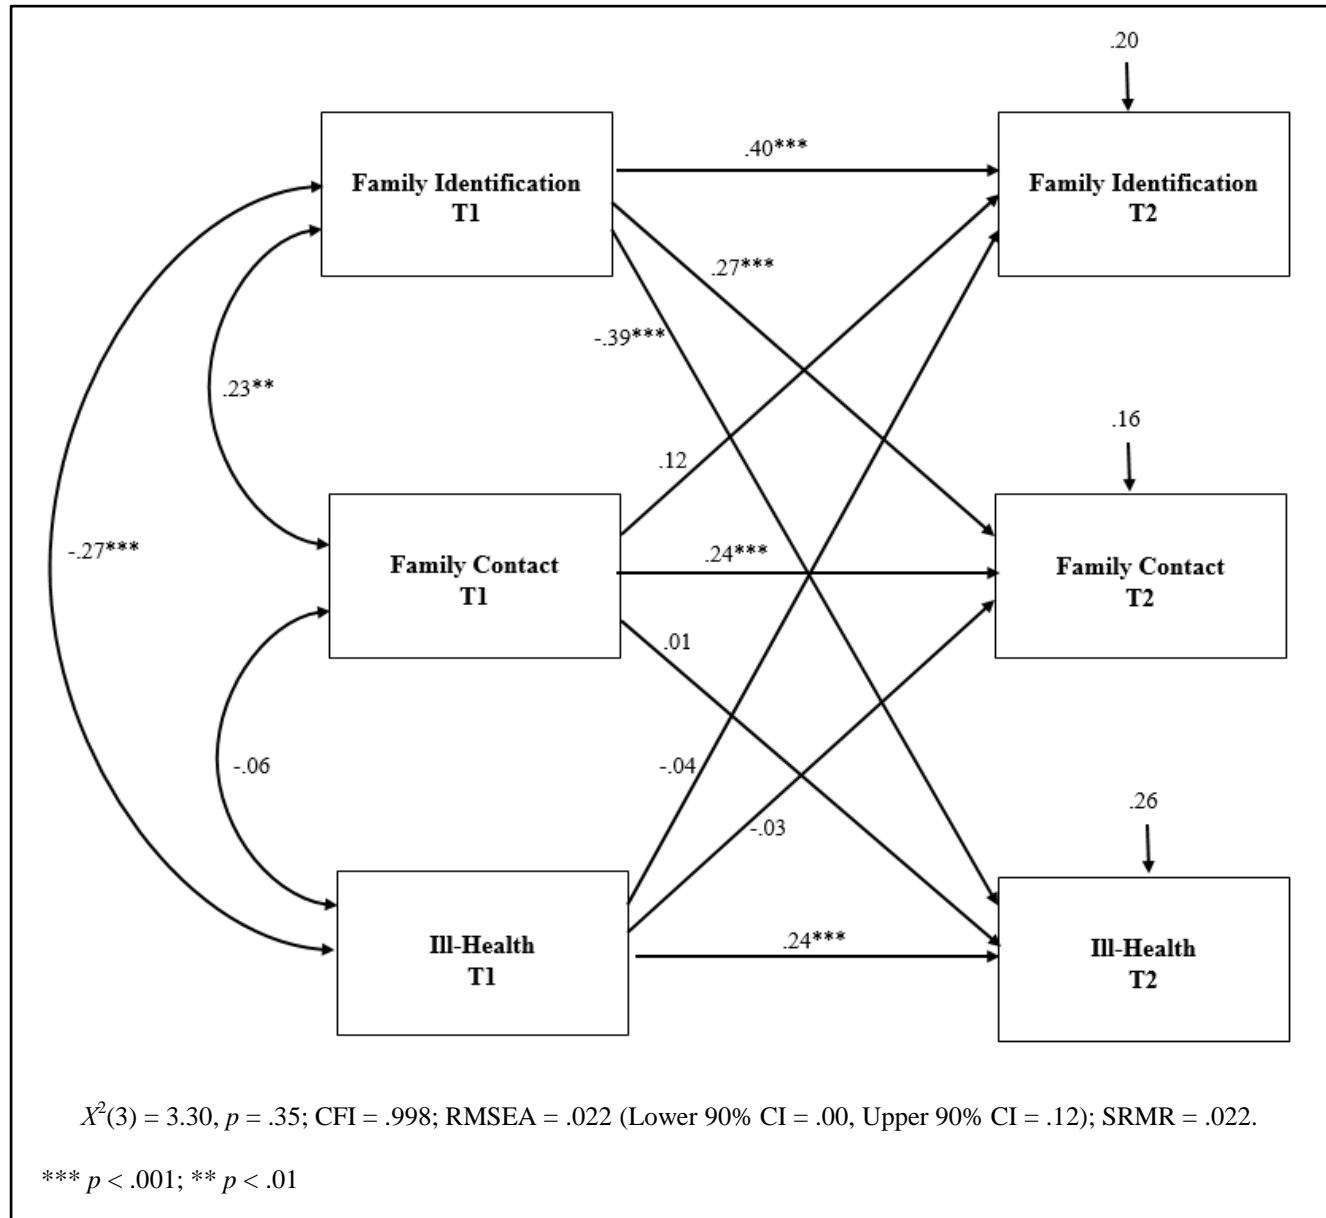 .20
Family Identification
T1
.40***
Family Identification
T2
.27***
-.39***
.23**
.16
.12
-.27***
Family Contact
T1
.24***
Family Contact
T2
.01
-.06
-.04
-.03
.26
Ill-Health
T1
.24***
Ill-Health
T2
X²(3) = 3.30, p = .35; CFI = .998; RMSEA = .022 (Lower 90% CI = .00, Upper 90% CI = .12); SRMR = .022.
*** p < .001; ** p < .01